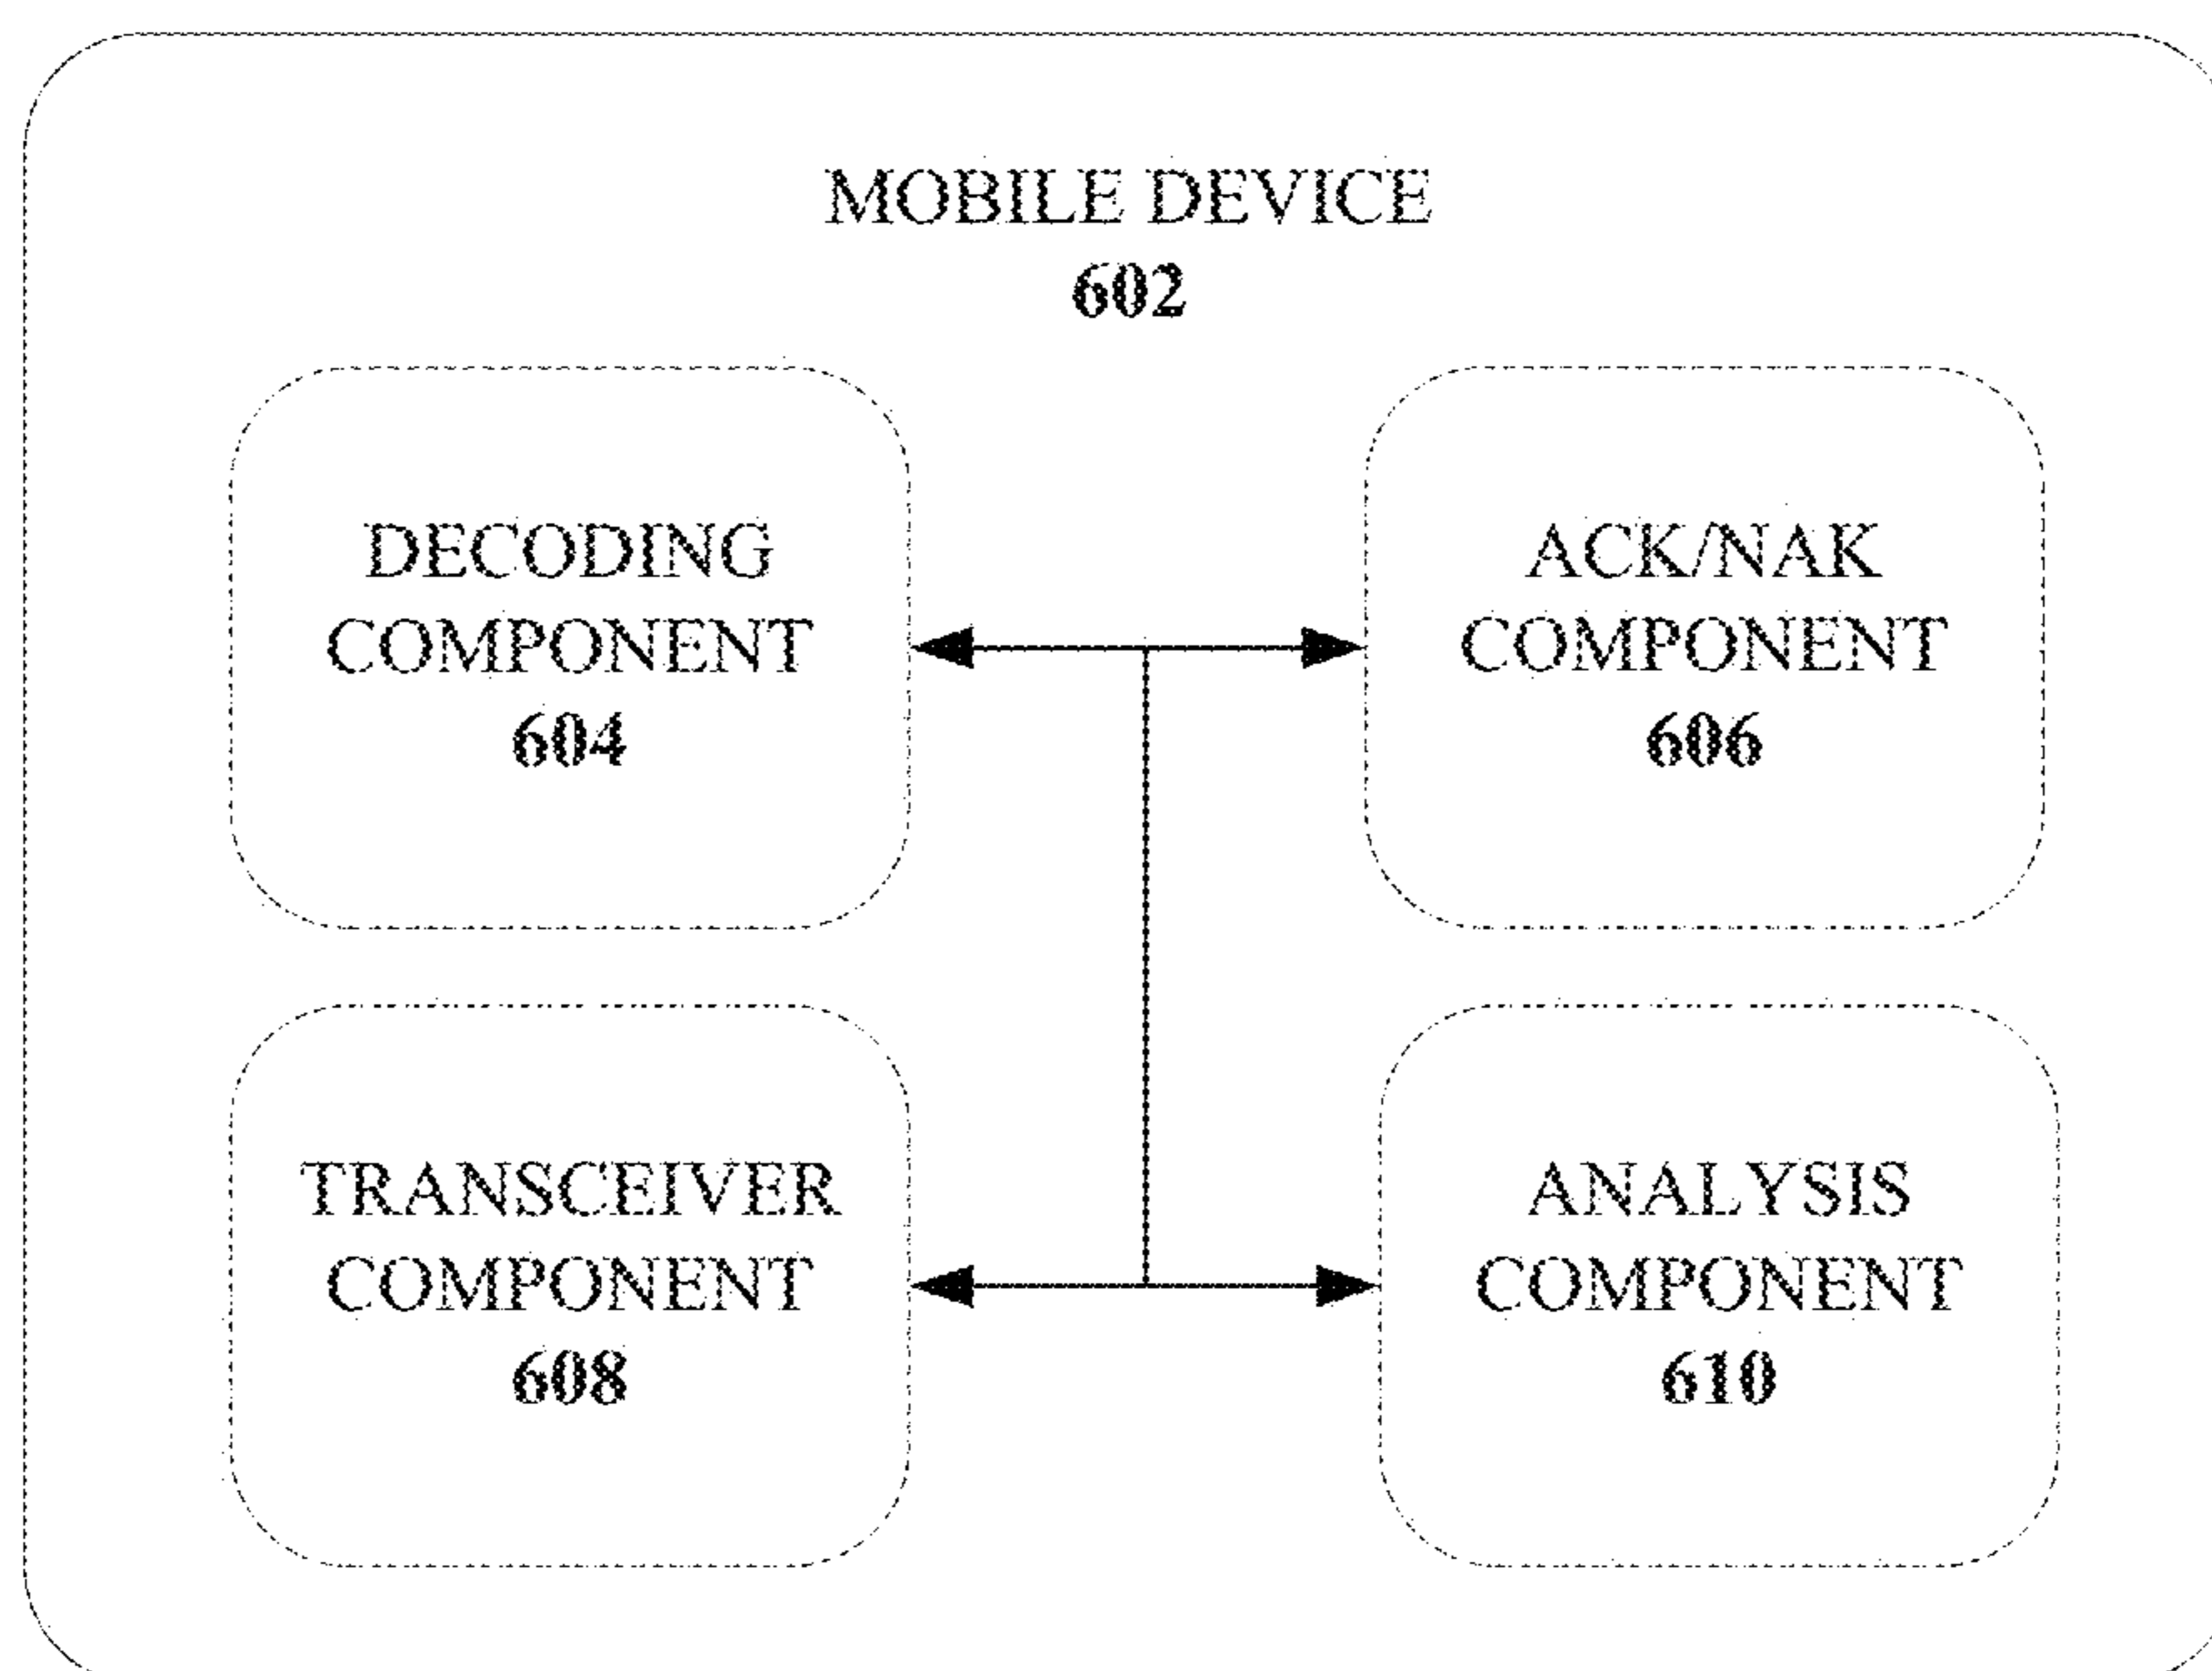 MOBILE DEVICE
602
DECODING
COMPONENT
604
ACK/NAK
COMPONENT
606
TRANSCEIVER
COMPONENT
608
ANALYSIS
COMPONENT
610